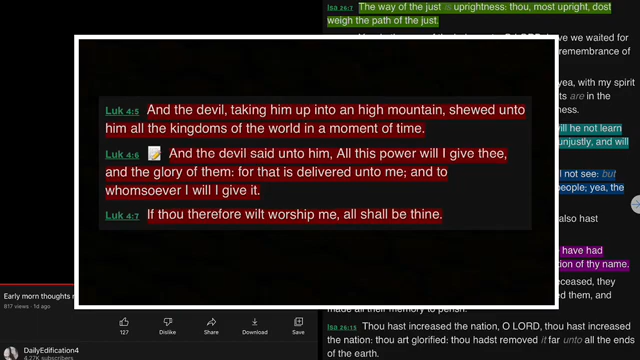 Isa 26:7 The way of the just is uprightness: thou, most upright, dost
weigh the path of the just.
ve we waited for
remembrance of
yea, with my spirit
ts are in the
ness.
ill he not learn
unjustly, and will
l not see: but
people; yea, the
also hast
e have had
tion of thy name.
eceased, they
ed them, and
made all their memory to perish.
Isa 26:15 Thou hast increased the nation, O LORD, thou hast increased
the nation: thou art glorified: thou hadst removed it far unto all the ends
of the earth.
Luk 4:5 And the devil, taking him up into an high mountain, shewed unto
him all the kingdoms of the world in a moment of time.
Luk 4:6 And the devil said unto him, All this power will I give thee,
and the glory of them: for that is delivered unto me; and to
whomsoever I will I give it.
Luk 4:7 If thou therefore wilt worship me, all shall be thine.
Early morn thoughts
817 views · 1d ago
127 Dislike Share Download Save
DailyEdification4
4.77K subscribers